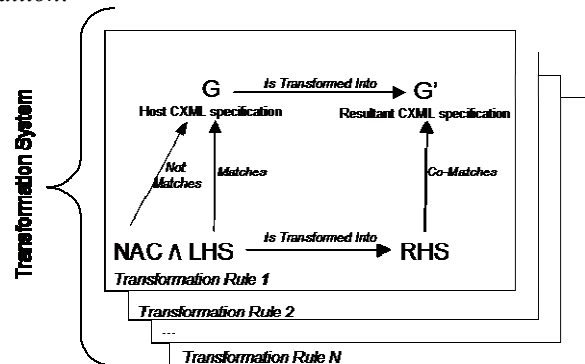 Transformation System
G
is Transformed Into
G'
Host CXML specification
Resultant CXML specification
Not
Matches
Matches
Co-Matches
NAC Λ LHS
is Transformed Into
RHS
Transformation Rule 1
Transformation Rule 2
...
Transformation Rule N